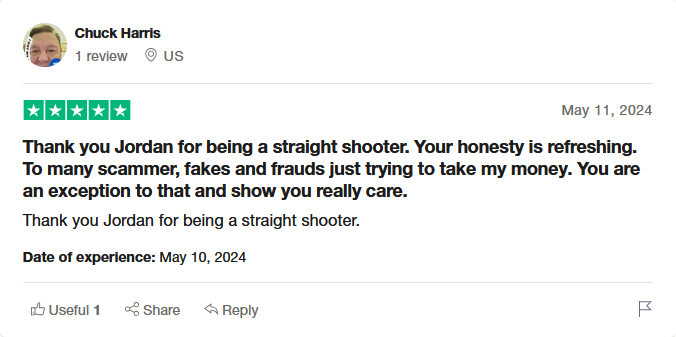 Chuck Harris
1 review US
May 11, 2024
Thank you Jordan for being a straight shooter. Your honesty is refreshing.
To many scammer, fakes and frauds just trying to take my money. You are
an exception to that and show you really care.
Thank you Jordan for being a straight shooter.
Date of experience: May 10, 2024
Useful 1 Share Reply